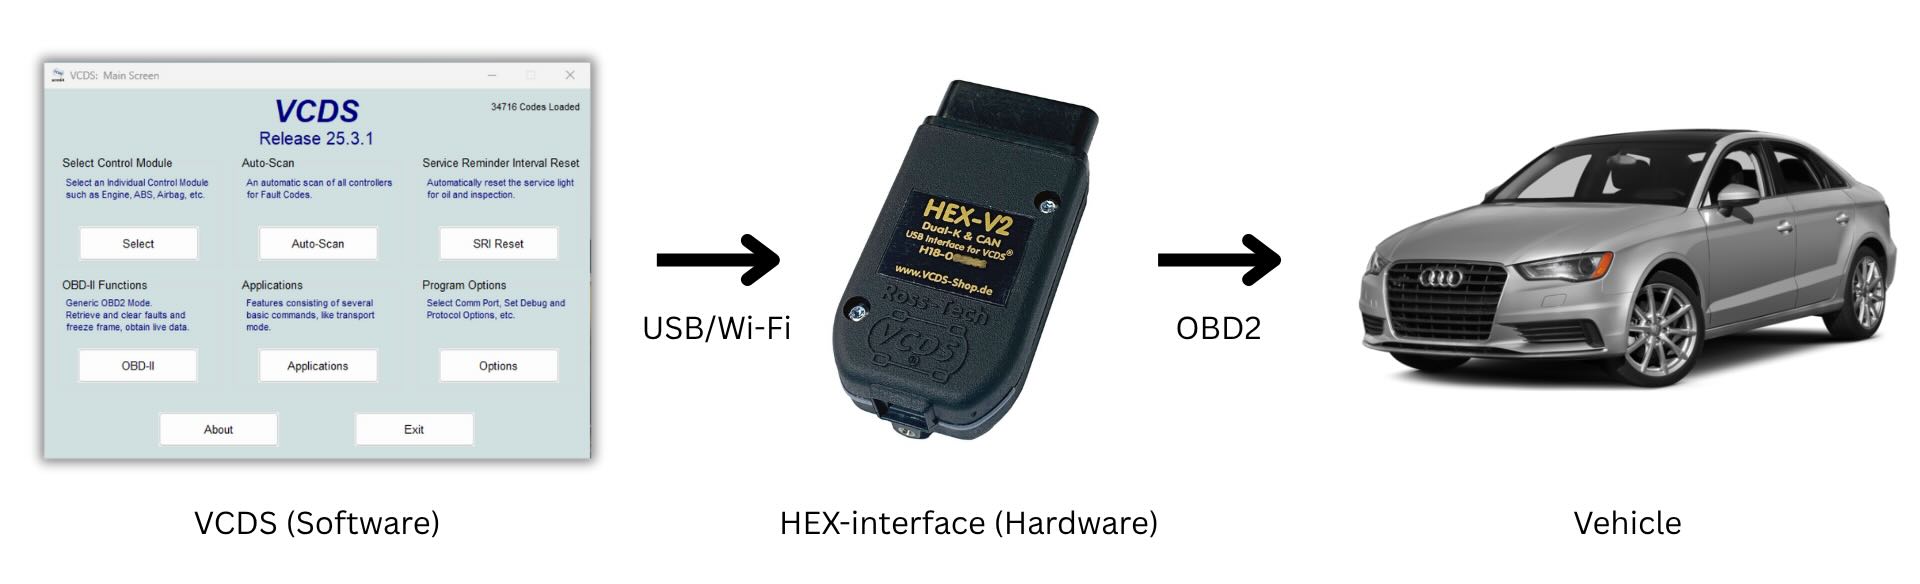 VCDS: Main Screen
VCDS
34716 Codes Loaded
Release 25.3.1
Select Control Module
Select an Individual Control Module
such as Engine, ABS, Airbag, etc.
Select
Auto-Scan
An automatic scan of all controllers
for Fault Codes.
Auto-Scan
Service Reminder Interval Reset
Automatically reset the service light
for oil and inspection.
SRI Reset
OBD-II Functions
Generic OBD2 Mode.
Retrieve and clear faults and
freeze frame, obtain live data.
OBD-II
Applications
Features consisting of several
basic commands, like transport
mode.
Applications
Program Options
Select Comm Port, Set Debug and
Protocol Options, etc.
Options
About
Exit
USB/Wi-Fi
HEX-V2
Dual-K & CAN
USB Interface for VCDS®
H18-0
www.VCDS-Shop.de
Ross-Tech
VCDS
OBD2
VCDS (Software)
HEX-interface (Hardware)
Vehicle